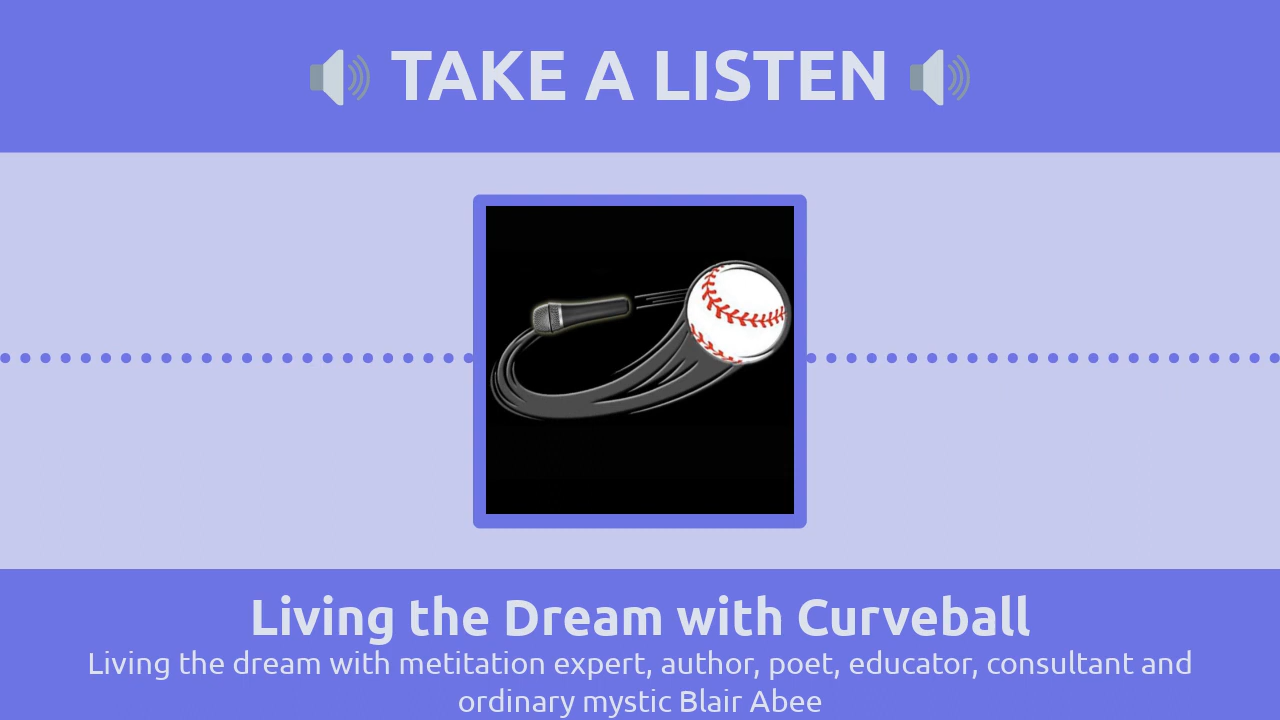 TAKE A LISTEN
Living the Dream with Curveball
Living the dream with metitation expert, author, poet, educator, consultant and
ordinary mystic Blair Abee